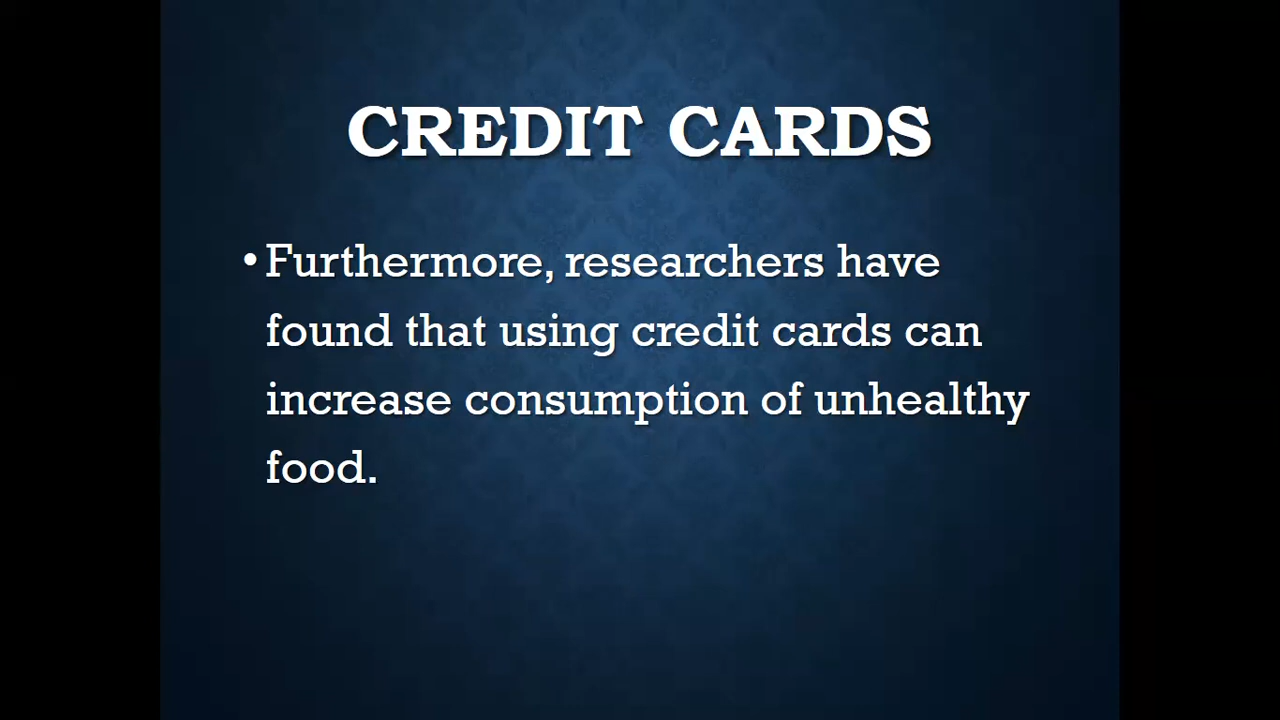 CREDIT CARDS
• Furthermore, researchers have
found that using credit cards can
increase consumption of unhealthy
food.